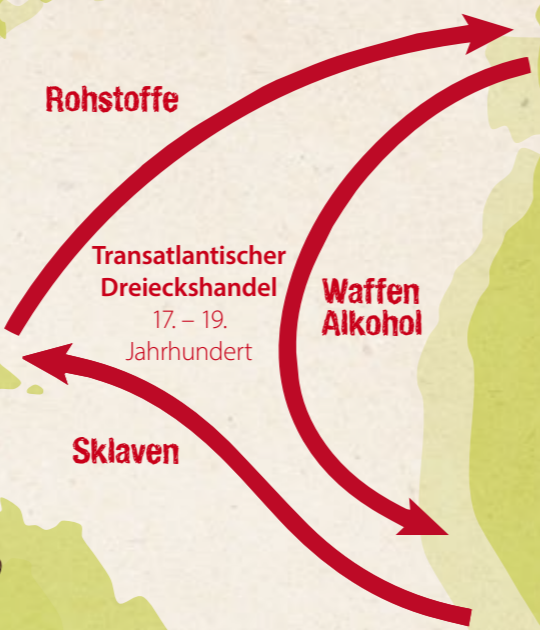 Rohstoffe
Transatlantischer
Dreieckshandel
17. – 19.
Jahrhundert
Waffen
Alkohol
Sklaven